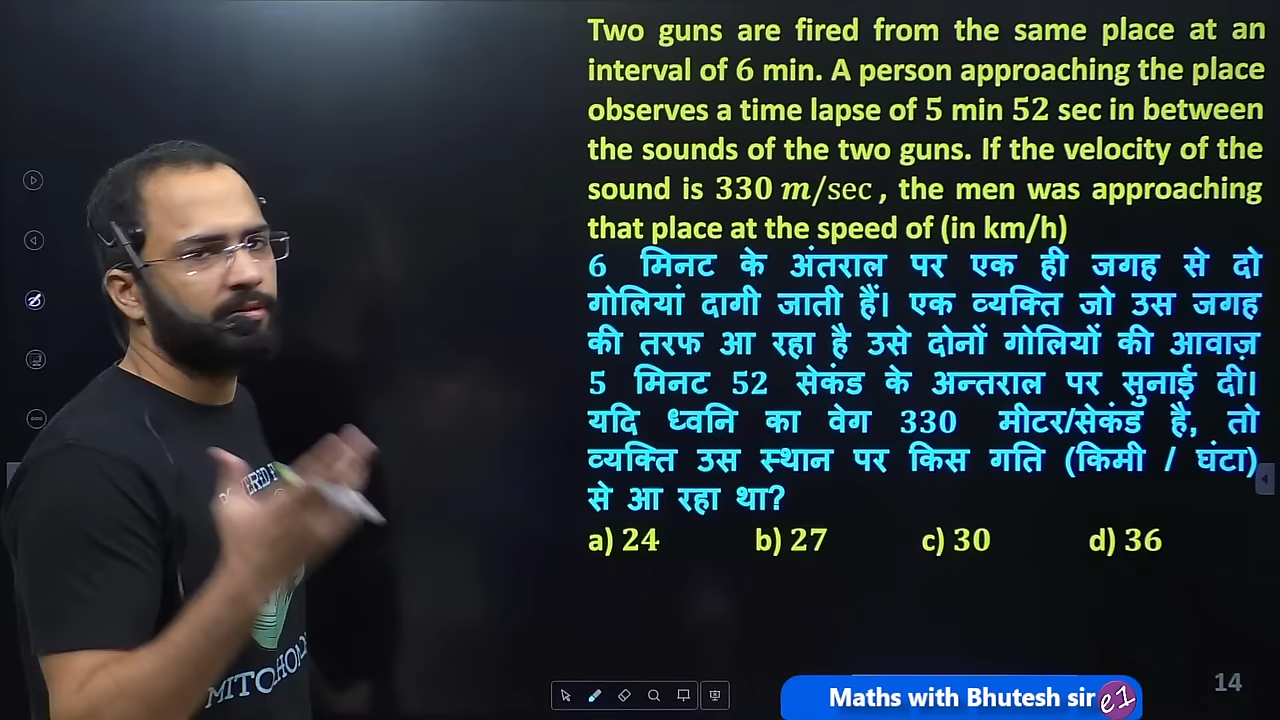 Two guns are fired from the same place at an
interval of 6 min. A person approaching the place
observes a time lapse of 5 min 52 sec in between
the sounds of the two guns. If the velocity of the
sound is 330 m/sec, the men was approaching
that place at the speed of (in km/h)
6 मिनट के अंतराल पर एक ही जगह से दो
गोलियां दागी जाती हैं। एक व्यक्ति जो उस जगह
की तरफ आ रहा है उसे दोनों गोलियों की आवाज़
5 मिनट 52 सेकंड के अन्तराल पर सुनाई दी।
यदि ध्वनि का वेग 330 मीटर/सेकंड है, तो
व्यक्ति उस स्थान पर किस गति (किमी / घंटा)
से आ रहा था?
a) 24 b) 27 c) 30 d) 36
Maths with Bhutesh sir e1
14